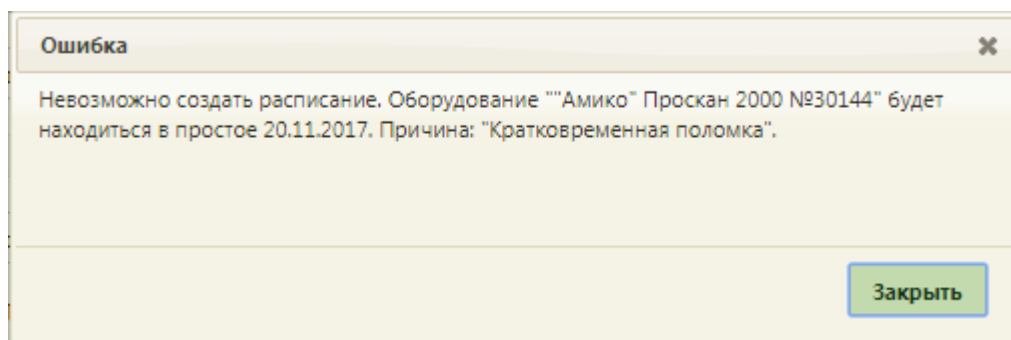 Ошибка
Невозможно создать расписание. Оборудование ""Амико" Проскан 2000 №30144" будет
находиться в простое 20.11.2017. Причина: "Кратковременная поломка".
Закрыть